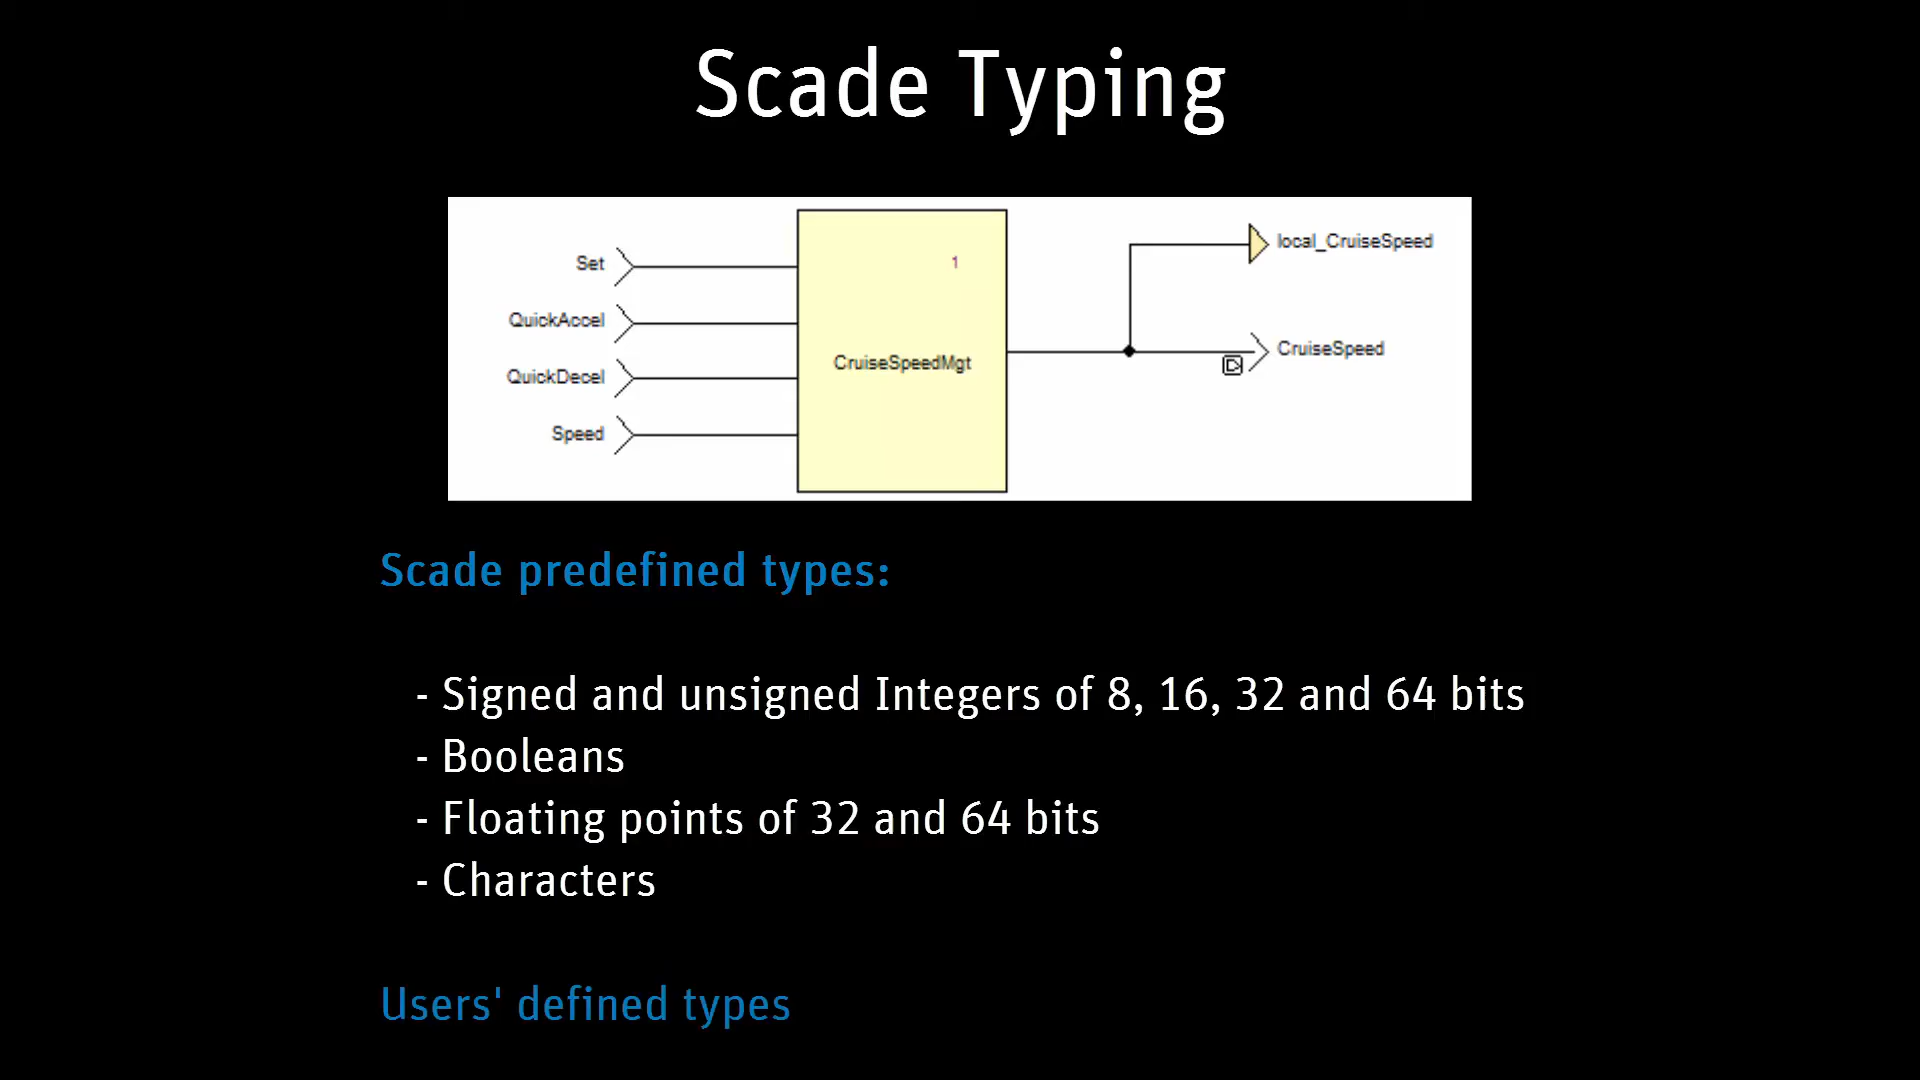 Scade Typing
Set
QuickAccel
QuickDecel
Speed
1
CruiseSpeedMgt
local_CruiseSpeed
CruiseSpeed
Scade predefined types:
- Signed and unsigned Integers of 8, 16, 32 and 64 bits
- Booleans
- Floating points of 32 and 64 bits
- Characters
Users' defined types